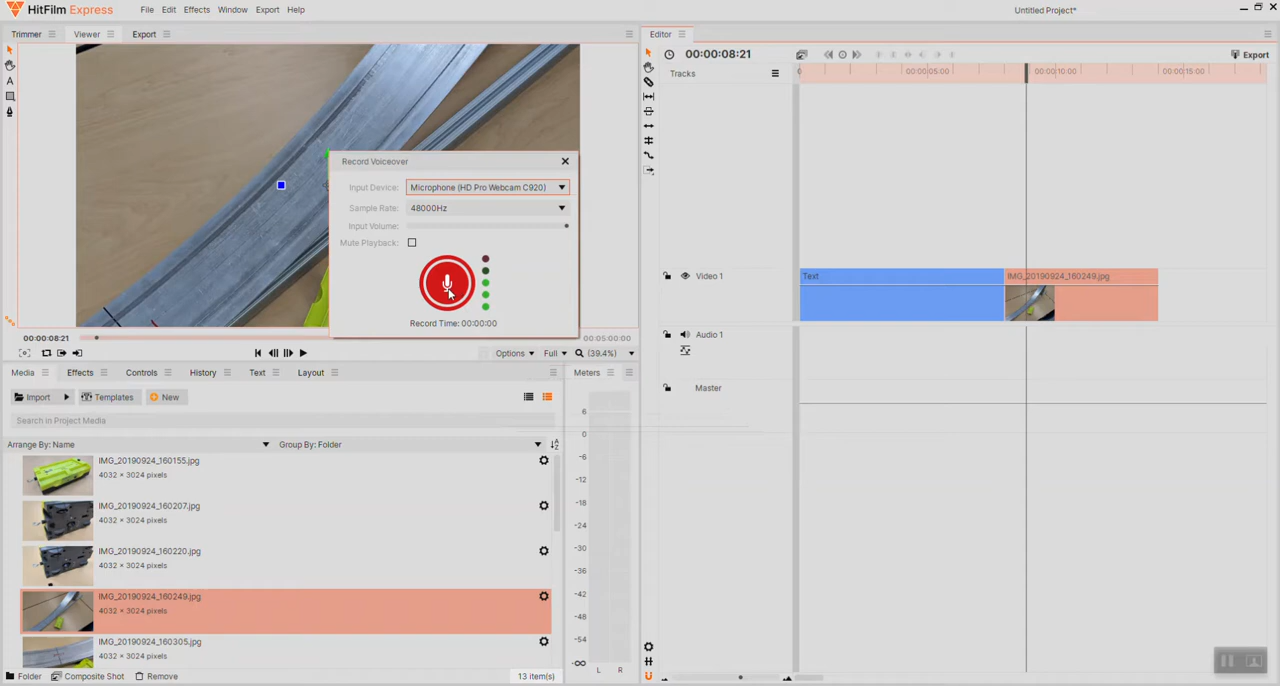 HitFilm Express
File Edit Effects Window Export Help
Untitled Project*
Trimmer Viewer Export
Editor
00:00:08:21
Export
Tracks
0 00:00:05:00 00:00:10:00 00:00:15:00
Record Voiceover
Input Device: Microphone (HD Pro Webcam C920)
Sample Rate: 48000Hz
Input Volume:
Mute Playback:
Record Time: 00:00:00
Video 1
Text
IMG_20190924_160249.jpg
Audio 1
Master
00:00:08:21
00:05:00:00
Options Full (39.4%)
Media Effects Controls History Text Layout
Meters
Import Templates New
Search in Project Media
Arrange By: Name Group By: Folder
IMG_20190924_160155.jpg
4032 × 3024 pixels
IMG_20190924_160207.jpg
4032 × 3024 pixels
IMG_20190924_160220.jpg
4032 × 3024 pixels
IMG_20190924_160249.jpg
4032 × 3024 pixels
IMG_20190924_160305.jpg
4032 × 3024 pixels
6
0
-6
-12
-18
-24
-30
-36
-42
-48
-54
-∞
L R
Folder Composite Shot Remove
13 item(s)